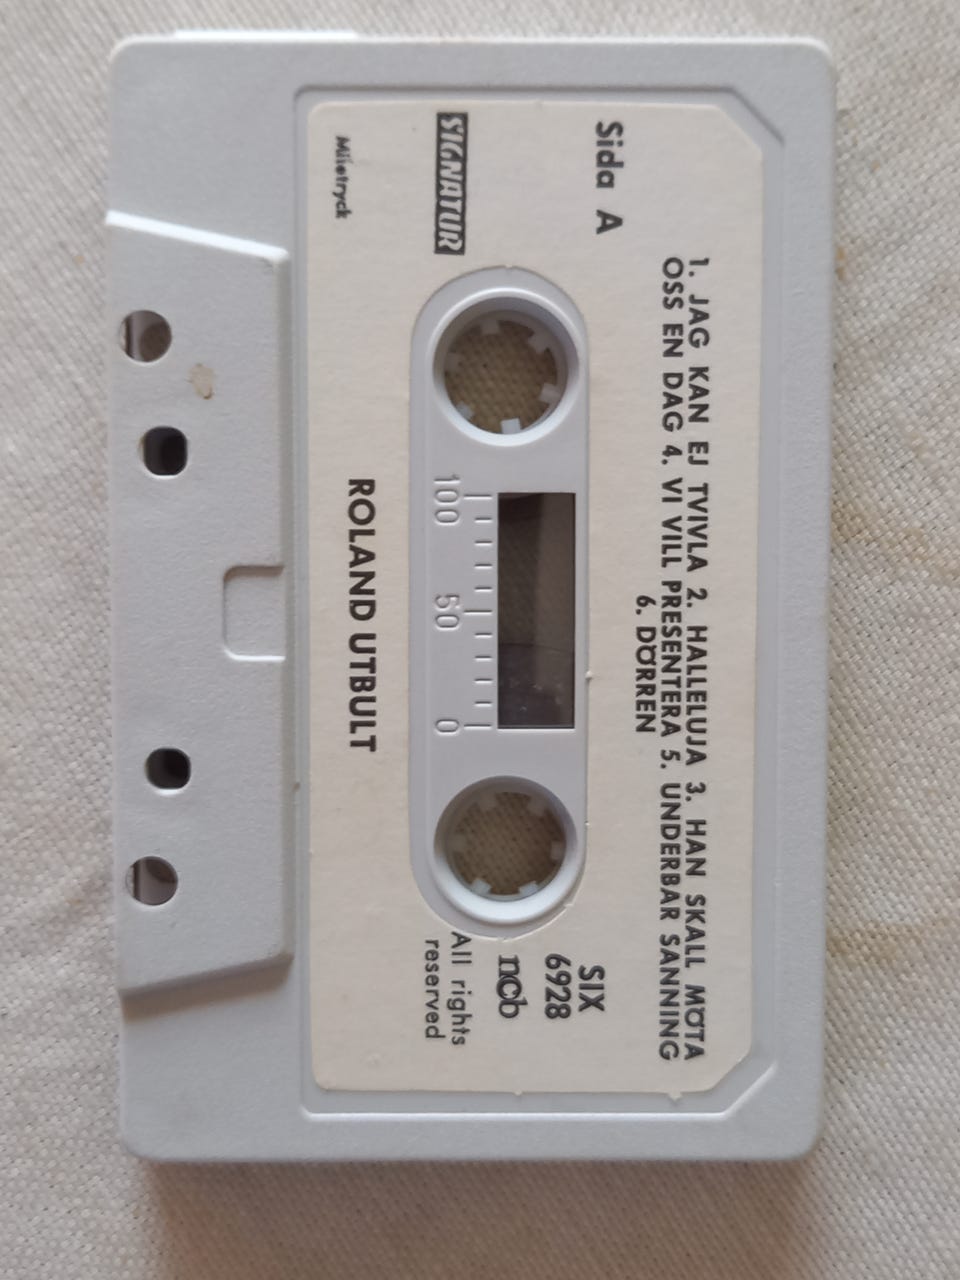 1. JAG KAN EJ TVIVLA 2. HALLELUJA 3. HAN SKALL MÖTA
OSS EN DAG 4. VI VILL PRESENTERA 5. UNDERBAR SANNING
6. DÖRREN
Sida A
SIGNATUR
Miletryck
100 50 0
SIX
6928
ncb
All rights
reserved
ROLAND UTBULT